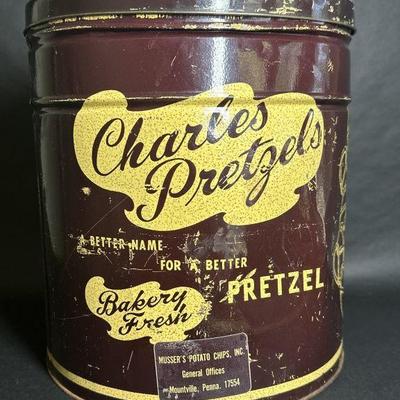 Charles
Pretzels
A BETTER NAME
FOR A BETTER
PRETZEL
Bakery
Fresh
MUSSER'S POTATO CHIPS, INC.
General Offices
Mountville, Penna. 17554